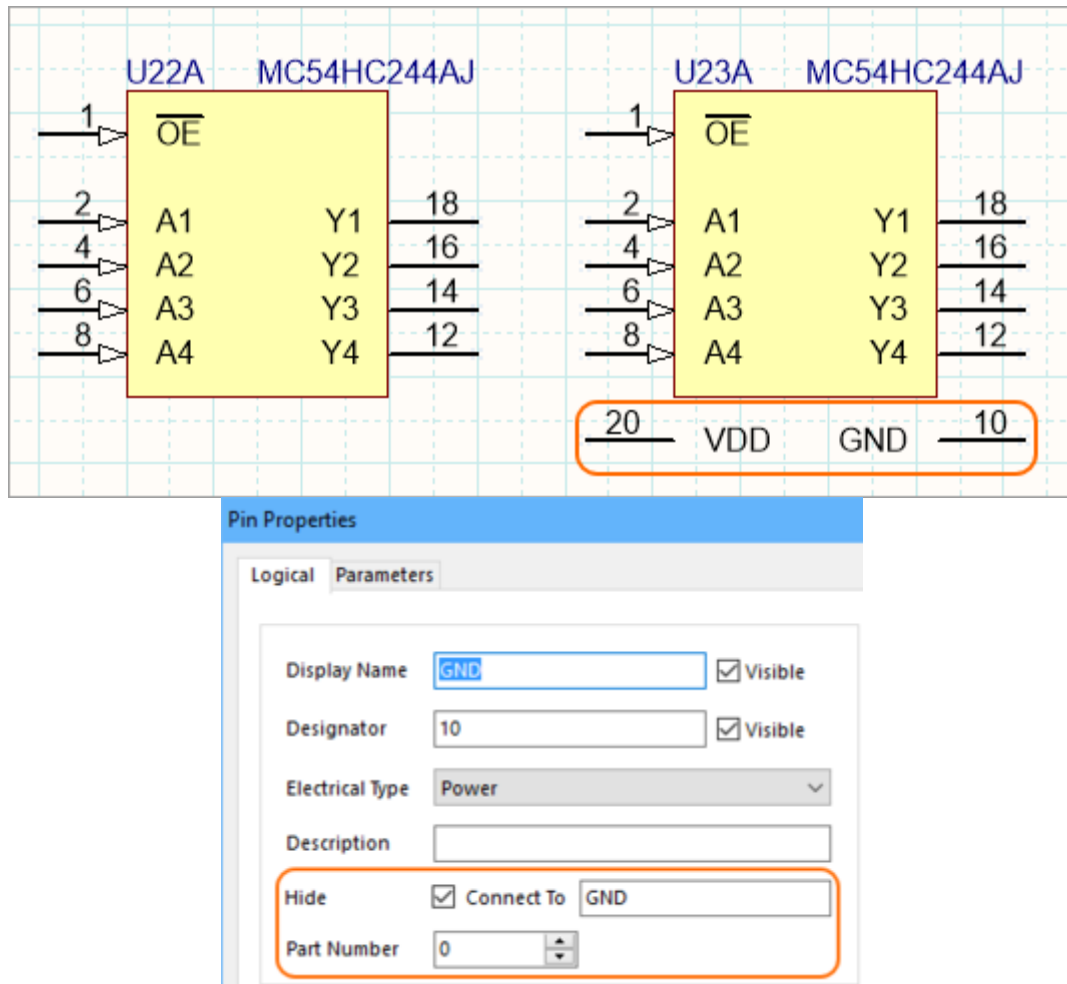 U22A MC54HC244AJ U23A MC54HC244AJ
1 OE 1 OE
2 A1 Y1 18 2 A1 Y1 18
4 A2 Y2 16 4 A2 Y2 16
6 A3 Y3 14 6 A3 Y3 14
8 A4 Y4 12 8 A4 Y4 12
20 VDD GND 10
Pin Properties
Logical Parameters
Display Name GND Visible
Designator 10 Visible
Electrical Type Power
Description
Hide Connect To GND
Part Number 0